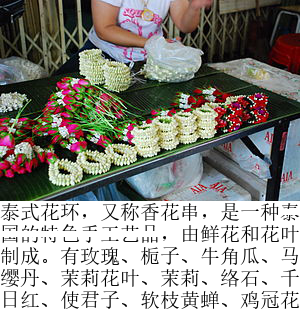 泰式花环，又称香花串，是一种泰
国的特色手工艺品，由鲜花和花叶
制成。有玫瑰、栀子、牛角瓜、马
缨丹、茉莉花叶、茉莉、络石、千
日红、使君子、软枝黄蝉、鸡冠花
AIA
AIA